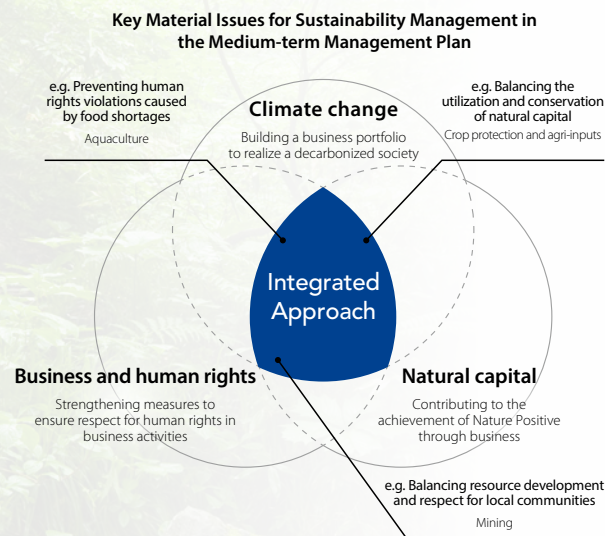 Key Material Issues for Sustainability Management in
the Medium-term Management Plan
e.g. Preventing human
rights violations caused
by food shortages
Aquaculture
Climate change
Building a business portfolio
to realize a decarbonized society
e.g. Balancing the
utilization and conservation
of natural capital
Crop protection and agri-inputs
Integrated
Approach
Business and human rights
Strengthening measures to
ensure respect for human rights in
business activities
Natural capital
Contributing to the
achievement of Nature Positive
through business
e.g. Balancing resource development
and respect for local communities
Mining